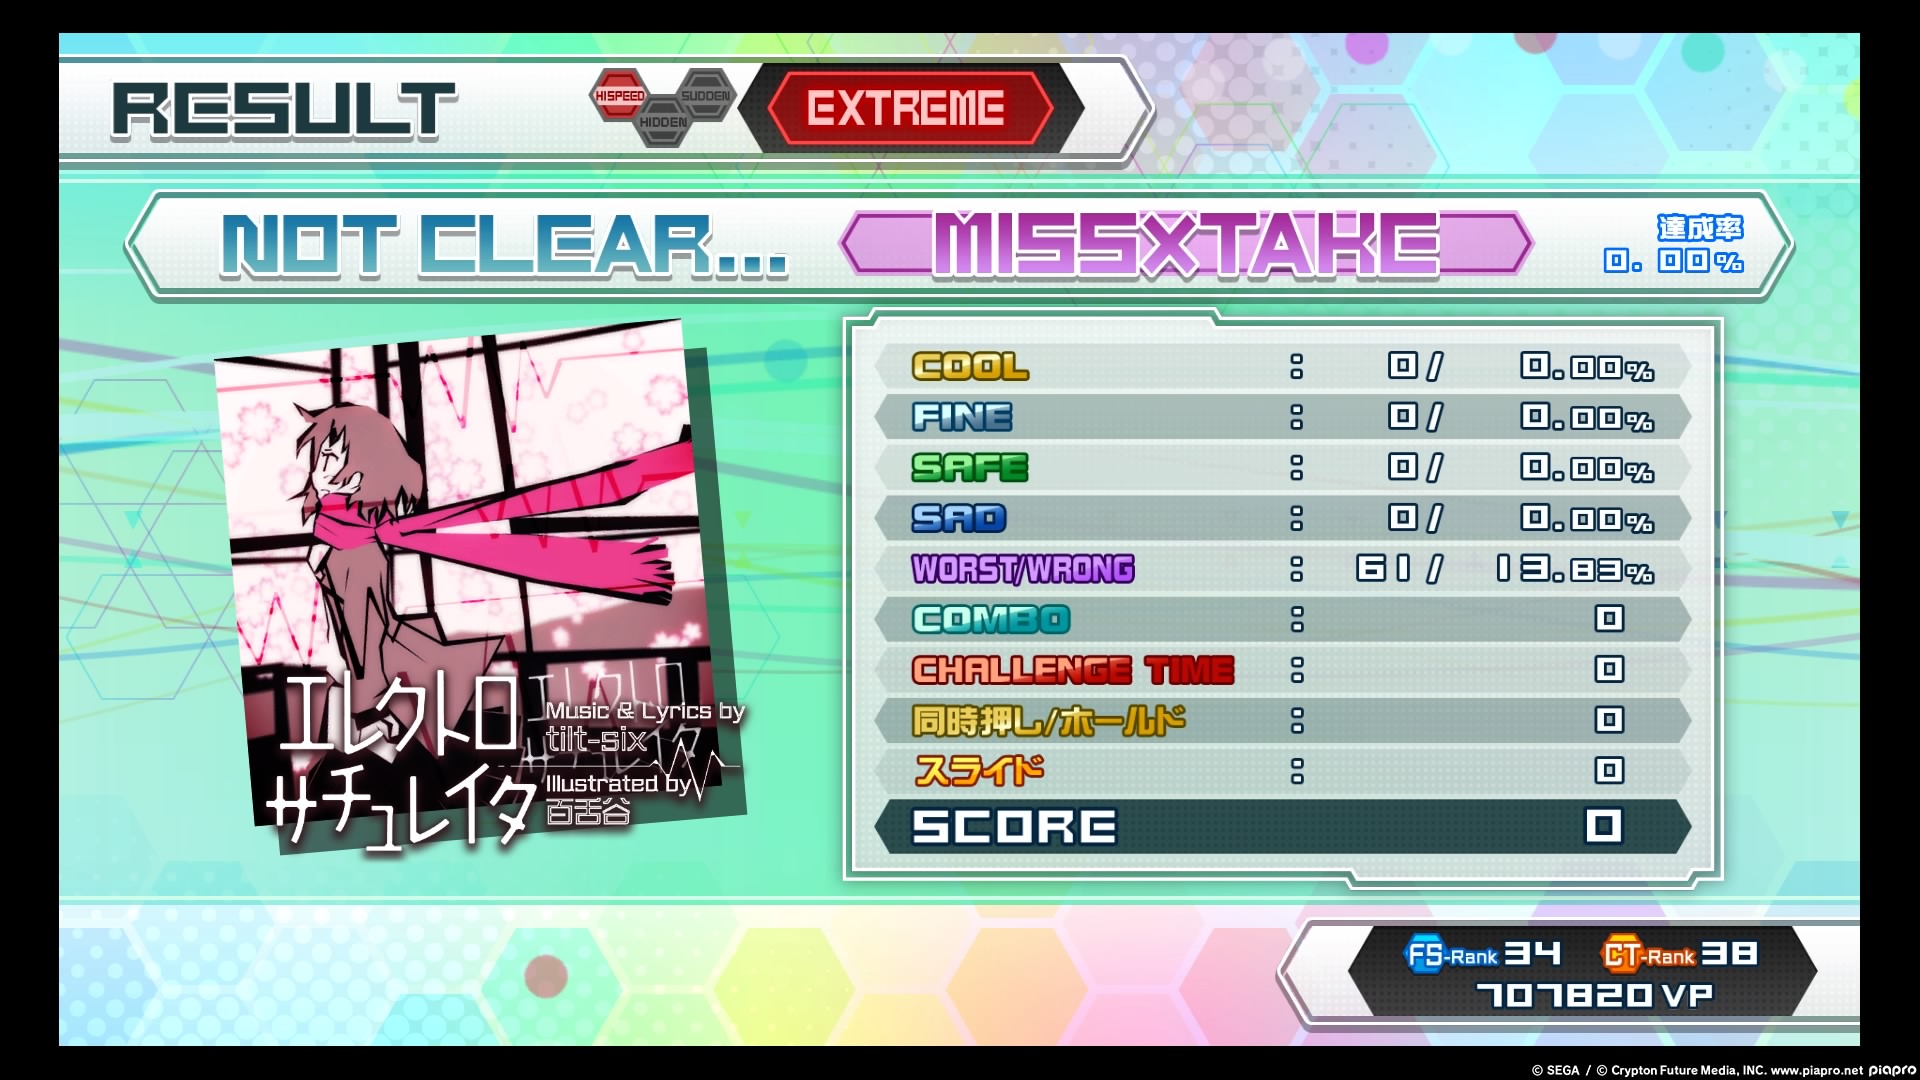 RESULT
HISPEED
HIDDEN
SUDDEN
EXTREME
NOT CLEAR...
MISS×TAKE
達成率
0.00%
COOL : 0/ 0.00%
FINE : 0/ 0.00%
SAFE : 0/ 0.00%
SAD : 0/ 0.00%
WORST/WRONG : 61/ 13.83%
COMBO : 0
CHALLENGE TIME : 0
同時押し/ホールド : 0
スライド : 0
SCORE 0
エレクトロ
サチュレイタ
Music & Lyrics by
tilt-six
Illustrated by
百舌谷
FS-Rank 34 CT-Rank 38
707820 VP
© SEGA / © Crypton Future Media, INC. www.piapro.net piapro